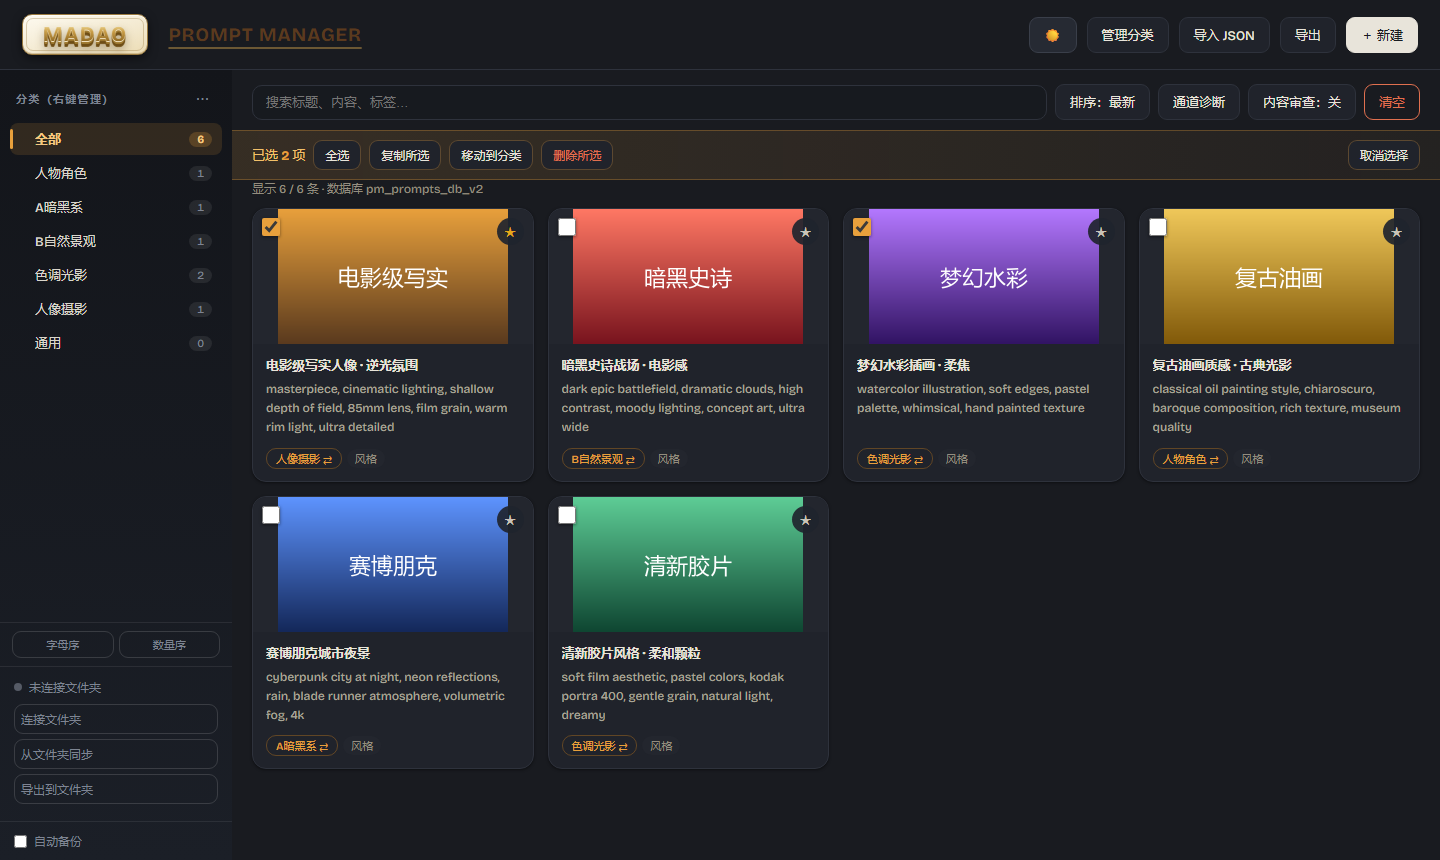 MADAO
PROMPT MANAGER
管理分类
导入 JSON
导出
+ 新建
分类（右键管理）
...
全部 6
人物角色 1
A暗黑系 1
B自然景观 1
色调光影 2
人像摄影 1
通用 0
字母序
数量序
未连接文件夹
连接文件夹
从文件夹同步
导出到文件夹
自动备份
搜索标题、内容、标签...
排序：最新
通道诊断
内容审查：关
清空
已选 2 项
全选
复制所选
移动到分类
删除所选
取消选择
显示 6 / 6 条 · 数据库 pm_prompts_db_v2
电影级写实
电影级写实人像 · 逆光氛围
masterpiece, cinematic lighting, shallow
depth of field, 85mm lens, film grain, warm
rim light, ultra detailed
人像摄影 ⇄
风格
暗黑史诗
暗黑史诗战场 · 电影感
dark epic battlefield, dramatic clouds, high
contrast, moody lighting, concept art, ultra
wide
B自然景观 ⇄
风格
梦幻水彩
梦幻水彩插画 · 柔焦
watercolor illustration, soft edges, pastel
palette, whimsical, hand painted texture
色调光影 ⇄
风格
复古油画
复古油画质感 · 古典光影
classical oil painting style, chiaroscuro,
baroque composition, rich texture, museum
quality
人物角色 ⇄
风格
赛博朋克
赛博朋克城市夜景
cyberpunk city at night, neon reflections,
rain, blade runner atmosphere, volumetric
fog, 4k
A暗黑系 ⇄
风格
清新胶片
清新胶片风格 · 柔和颗粒
soft film aesthetic, pastel colors, kodak
portra 400, gentle grain, natural light,
dreamy
色调光影 ⇄
风格